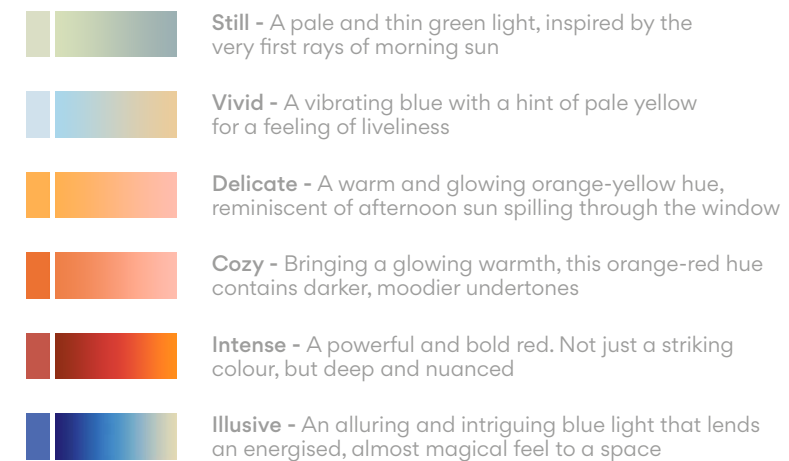 Still - A pale and thin green light, inspired by the
very first rays of morning sun
Vivid - A vibrating blue with a hint of pale yellow
for a feeling of liveliness
Delicate - A warm and glowing orange-yellow hue,
reminiscent of afternoon sun spilling through the window
Cozy - Bringing a glowing warmth, this orange-red hue
contains darker, moodier undertones
Intense - A powerful and bold red. Not just a striking
colour, but deep and nuanced
Illusive - An alluring and intriguing blue light that lends
an energised, almost magical feel to a space